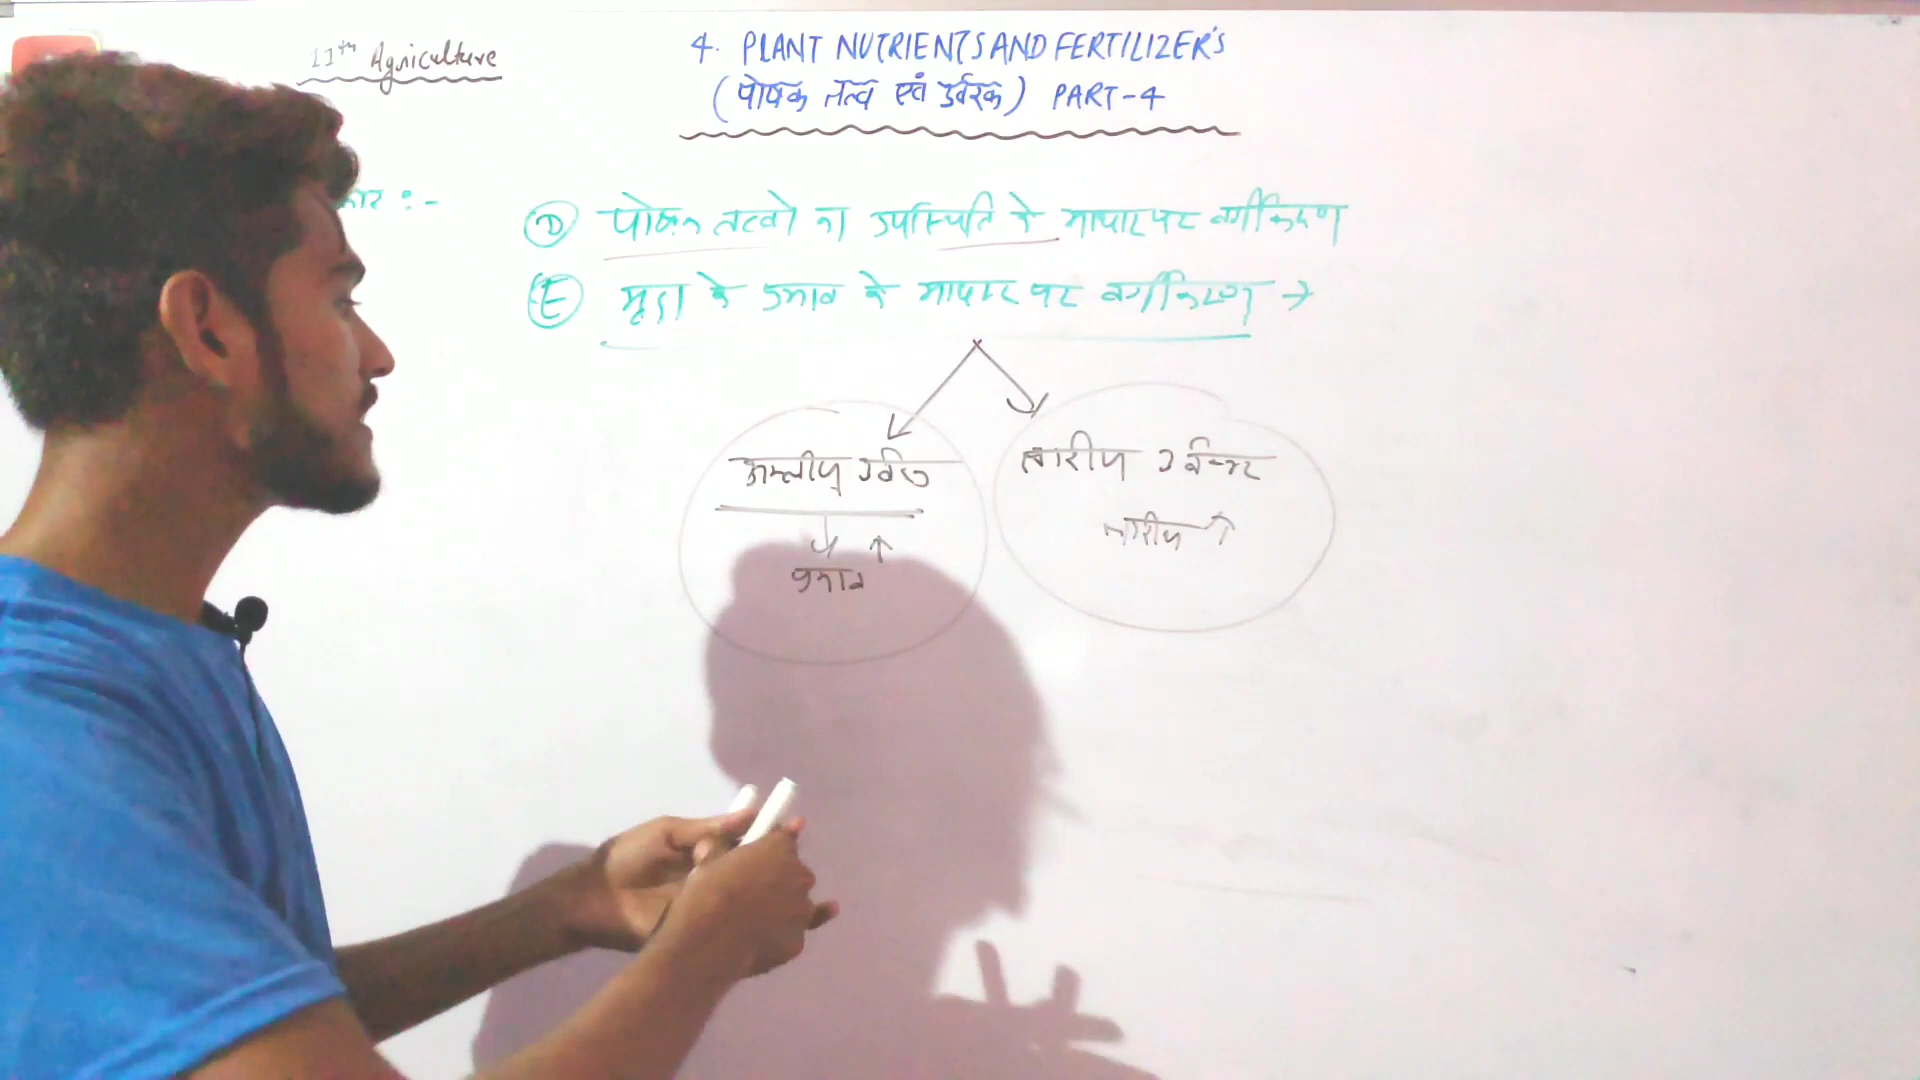 11th Agriculture
4. PLANT NUTRIENTS AND FERTILIZER'S
(पोषक तत्व एवं उर्वरक) PART-4
कार :-
(D) पोषक तत्वो की उपस्थिति के आधार पर वर्गीकरण
(E) मृदा के प्रभाव के आधार पर वर्गीकरण →
अम्लीय उर्वरक
क्षारीय उर्वरक
क्षारीय ↑
प्रभाव ↑